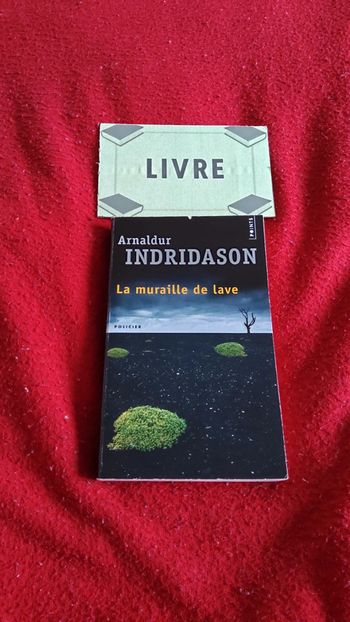 LIVRE
POINTS
Arnaldur
INDRIDASON
La muraille de lave
POLICIER